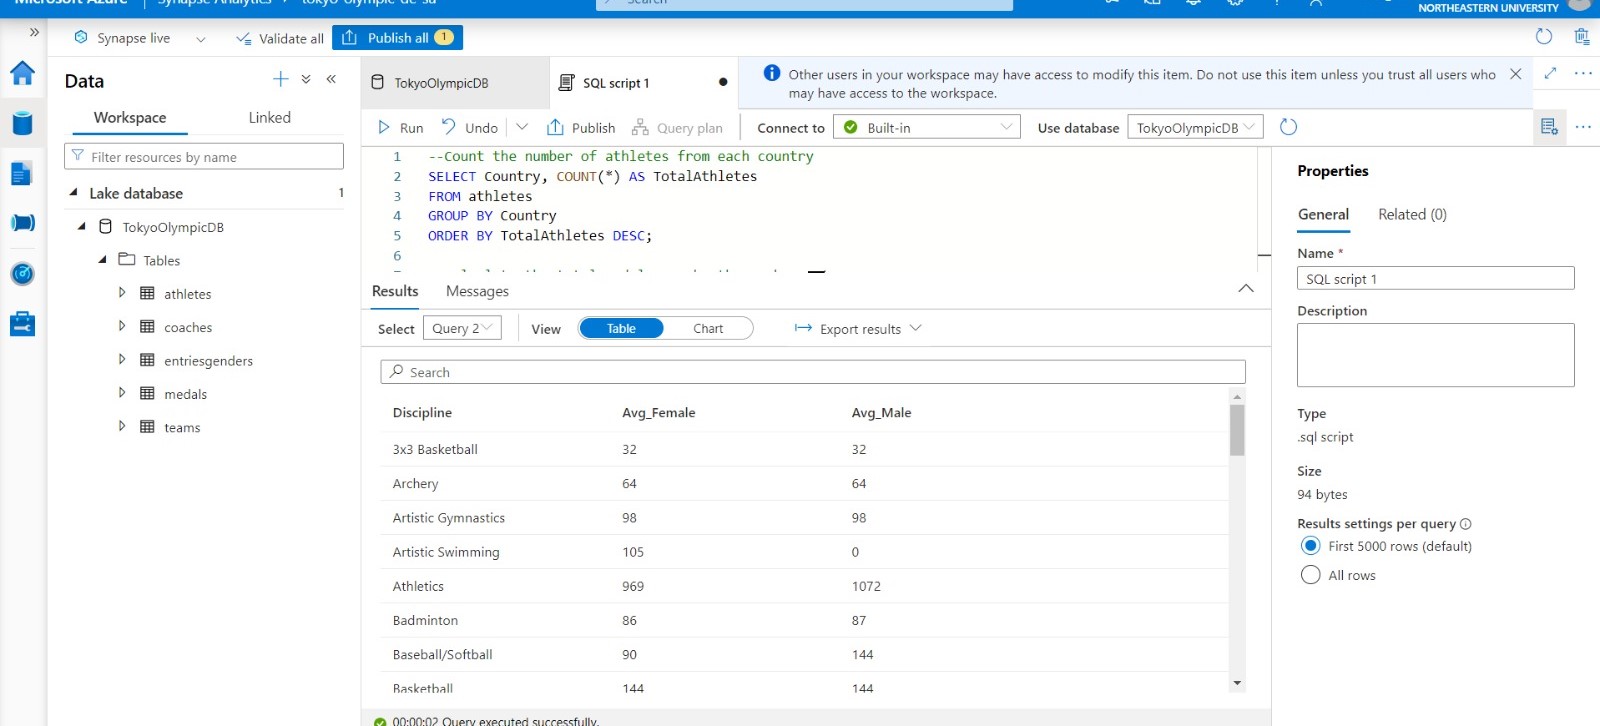 Microsoft Azure
Synapse Analytics
tokyo-olympic-de-sa
Search
NORTHEASTERN UNIVERSITY
Synapse live
Validate all
Publish all 1
Data
Workspace
Linked
Filter resources by name
Lake database 1
TokyoOlympicDB
Tables
athletes
coaches
entriesgenders
medals
teams
TokyoOlympicDB
SQL script 1
Other users in your workspace may have access to modify this item. Do not use this item unless you trust all users who
may have access to the workspace.
Run Undo Publish Query plan Connect to Built-in Use database TokyoOlympicDB
1 --Count the number of athletes from each country
2 SELECT Country, COUNT(*) AS TotalAthletes
3 FROM athletes
4 GROUP BY Country
5 ORDER BY TotalAthletes DESC;
6
Results Messages
Select Query 2 View Table Chart Export results
Search
Discipline Avg_Female Avg_Male
3x3 Basketball 32 32
Archery 64 64
Artistic Gymnastics 98 98
Artistic Swimming 105 0
Athletics 969 1072
Badminton 86 87
Baseball/Softball 90 144
Basketball 144 144
00:00:02 Query executed successfully.
Properties
General Related (0)
Name *
SQL script 1
Description
Type
.sql script
Size
94 bytes
Results settings per query
First 5000 rows (default)
All rows